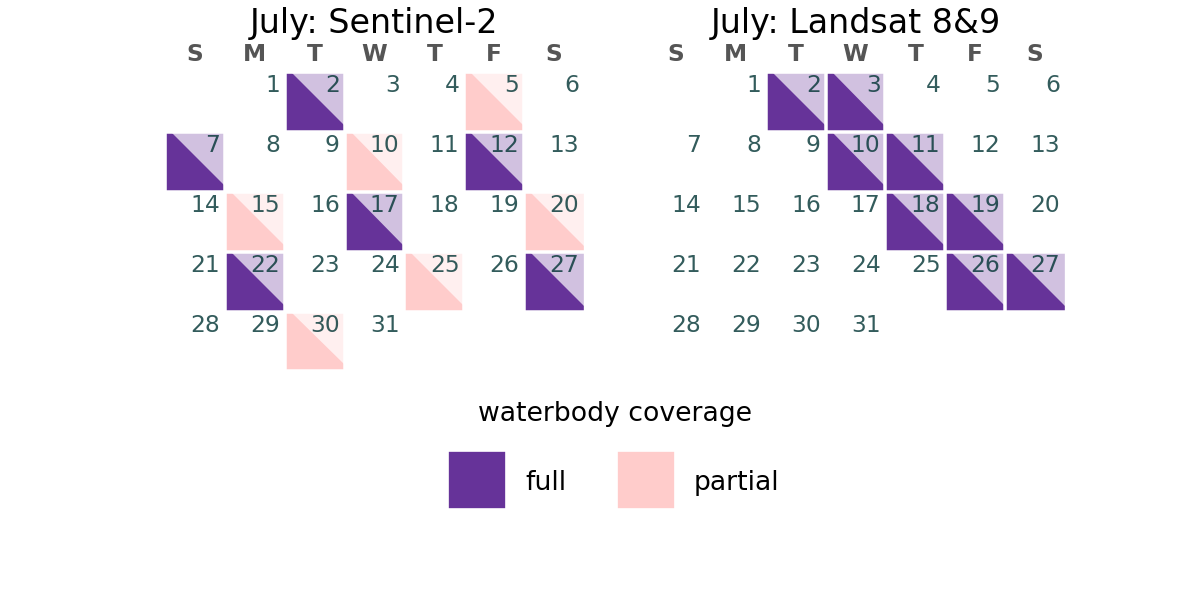 July: Sentinel-2
S M T W T F S
1 2 3 4 5 6
7 8 9 10 11 12 13
14 15 16 17 18 19 20
21 22 23 24 25 26 27
28 29 30 31
July: Landsat 8&9
S M T W T F S
1 2 3 4 5 6
7 8 9 10 11 12 13
14 15 16 17 18 19 20
21 22 23 24 25 26 27
28 29 30 31
waterbody coverage
full partial